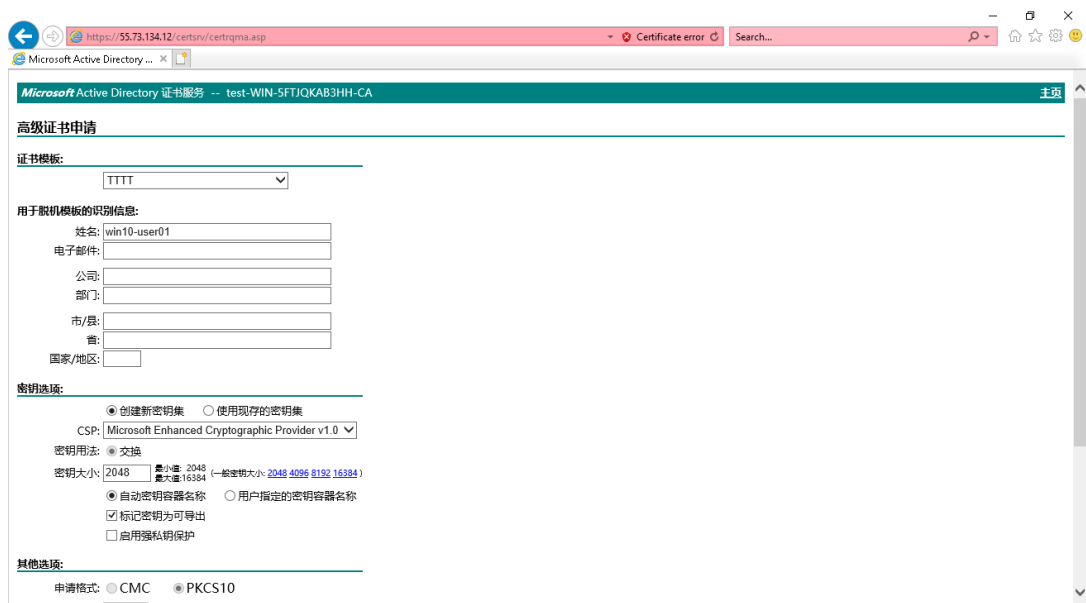 https://55.73.134.12/certsrv/certrqma.asp
Certificate error
Search...
Microsoft Active Directory ...
Microsoft Active Directory 证书服务 -- test-WIN-5FTJQKAB3HH-CA 主页
高级证书申请
证书模板:
TTTT
用于脱机模板的识别信息:
姓名: win10-user01
电子邮件:
公司:
部门:
市/县:
省:
国家/地区:
密钥选项:
创建新密钥集 使用现存的密钥集
CSP: Microsoft Enhanced Cryptographic Provider v1.0
密钥用法: 交换
密钥大小: 2048 最小值: 2048 最大值:16384 (一般密钥大小: 2048 4096 8192 16384 )
自动密钥容器名称 用户指定的密钥容器名称
标记密钥为可导出
启用强私钥保护
其他选项:
申请格式: CMC PKCS10